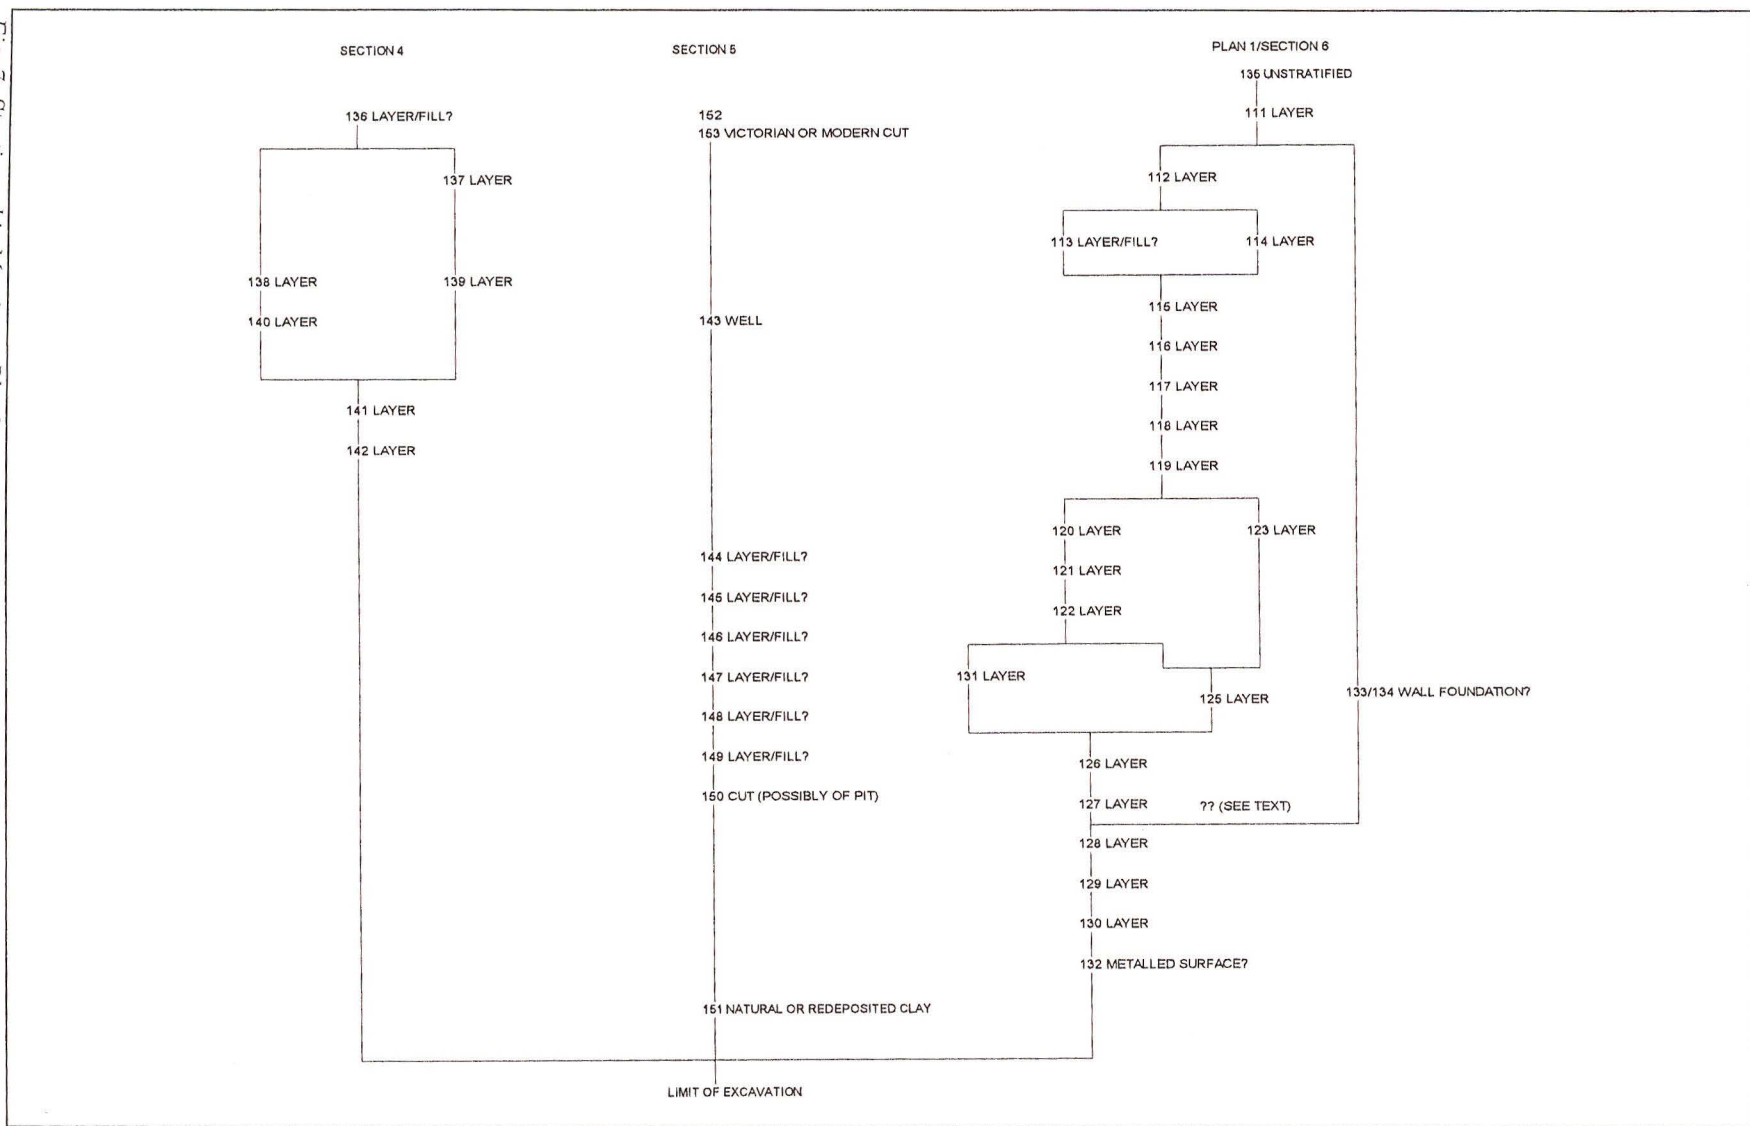 SECTION 4
136 LAYER/FILL?
137 LAYER
138 LAYER
139 LAYER
140 LAYER
141 LAYER
142 LAYER
SECTION 5
152
153 VICTORIAN OR MODERN CUT
143 WELL
144 LAYER/FILL?
145 LAYER/FILL?
146 LAYER/FILL?
147 LAYER/FILL?
148 LAYER/FILL?
149 LAYER/FILL?
150 CUT (POSSIBLY OF PIT)
151 NATURAL OR REDEPOSITED CLAY
PLAN 1/SECTION 6
135 UNSTRATIFIED
111 LAYER
112 LAYER
113 LAYER/FILL?
114 LAYER
115 LAYER
116 LAYER
117 LAYER
118 LAYER
119 LAYER
120 LAYER
123 LAYER
121 LAYER
122 LAYER
131 LAYER
125 LAYER
133/134 WALL FOUNDATION?
126 LAYER
127 LAYER
?? (SEE TEXT)
128 LAYER
129 LAYER
130 LAYER
132 METALLED SURFACE?
LIMIT OF EXCAVATION